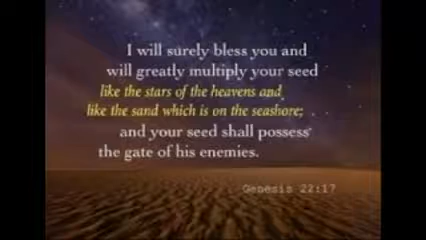 I will surely bless you and
will greatly multiply your seed
like the stars of the heavens and
like the sand which is on the seashore;
and your seed shall possess
the gate of his enemies.
Genesis 22:17